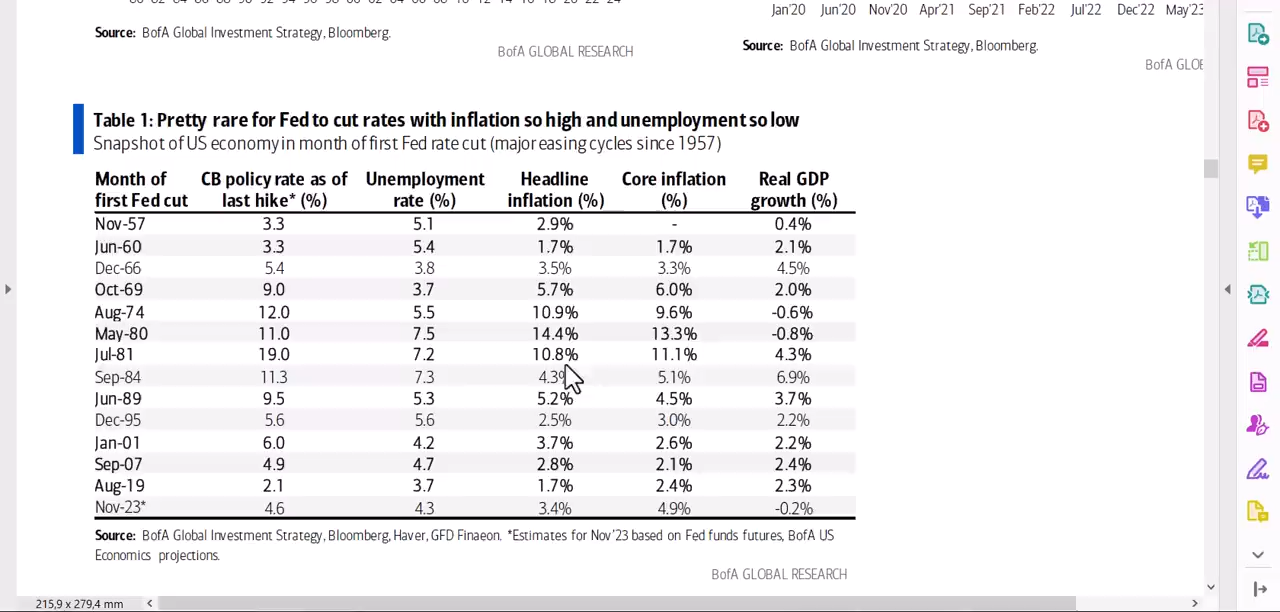 Jan'20 Jun'20 Nov'20 Apr'21 Sep'21 Feb'22 Jul'22 Dec'22 May'23
Source: BofA Global Investment Strategy, Bloomberg.
BofA GLOBAL RESEARCH
Source: BofA Global Investment Strategy, Bloomberg.
Table 1: Pretty rare for Fed to cut rates with inflation so high and unemployment so low
Snapshot of US economy in month of first Fed rate cut (major easing cycles since 1957)
Month of first Fed cut CB policy rate as of last hike* (%) Unemployment rate (%) Headline inflation (%) Core inflation (%) Real GDP growth (%)
Nov-57 3.3 5.1 2.9% - 0.4%
Jun-60 3.3 5.4 1.7% 1.7% 2.1%
Dec-66 5.4 3.8 3.5% 3.3% 4.5%
Oct-69 9.0 3.7 5.7% 6.0% 2.0%
Aug-74 12.0 5.5 10.9% 9.6% -0.6%
May-80 11.0 7.5 14.4% 13.3% -0.8%
Jul-81 19.0 7.2 10.8% 11.1% 4.3%
Sep-84 11.3 7.3 4.3% 5.1% 6.9%
Jun-89 9.5 5.3 5.2% 4.5% 3.7%
Dec-95 5.6 5.6 2.5% 3.0% 2.2%
Jan-01 6.0 4.2 3.7% 2.6% 2.2%
Sep-07 4.9 4.7 2.8% 2.1% 2.4%
Aug-19 2.1 3.7 1.7% 2.4% 2.3%
Nov-23* 4.6 4.3 3.4% 4.9% -0.2%
Source: BofA Global Investment Strategy, Bloomberg, Haver, GFD Finaeon. *Estimates for Nov'23 based on Fed funds futures, BofA US
Economics projections.
BofA GLOBAL RESEARCH
215,9 x 279,4 mm